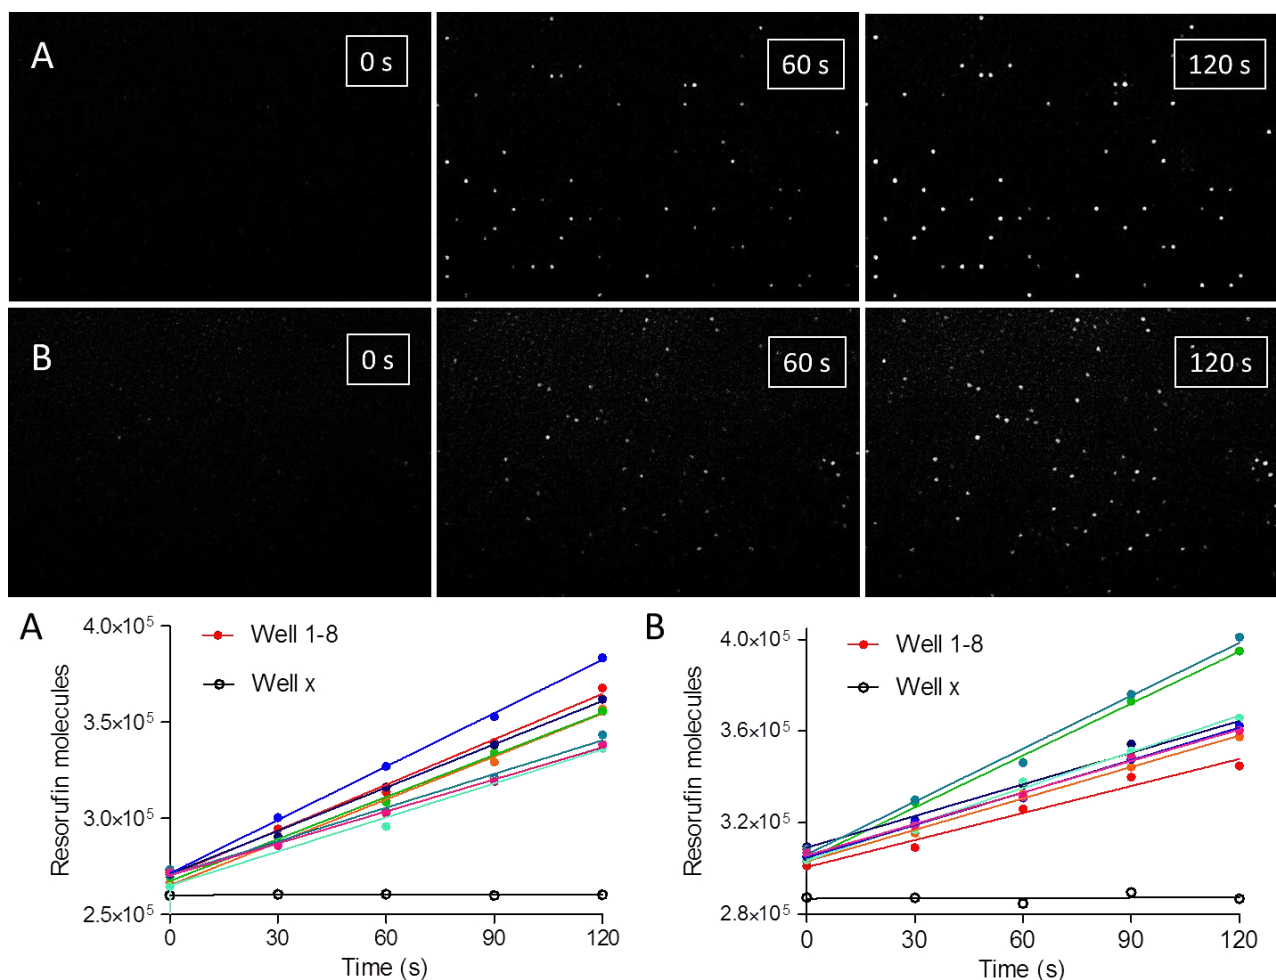 A
0 s
60 s
120 s
B
0 s
60 s
120 s
A
Resorufin molecules
4.0×10⁵
3.5×10⁵
3.0×10⁵
2.5×10⁵
Well 1-8
Well x
0 30 60 90 120
Time (s)
B
Resorufin molecules
4.0×10⁵
3.6×10⁵
3.2×10⁵
2.8×10⁵
Well 1-8
Well x
0 30 60 90 120
Time (s)